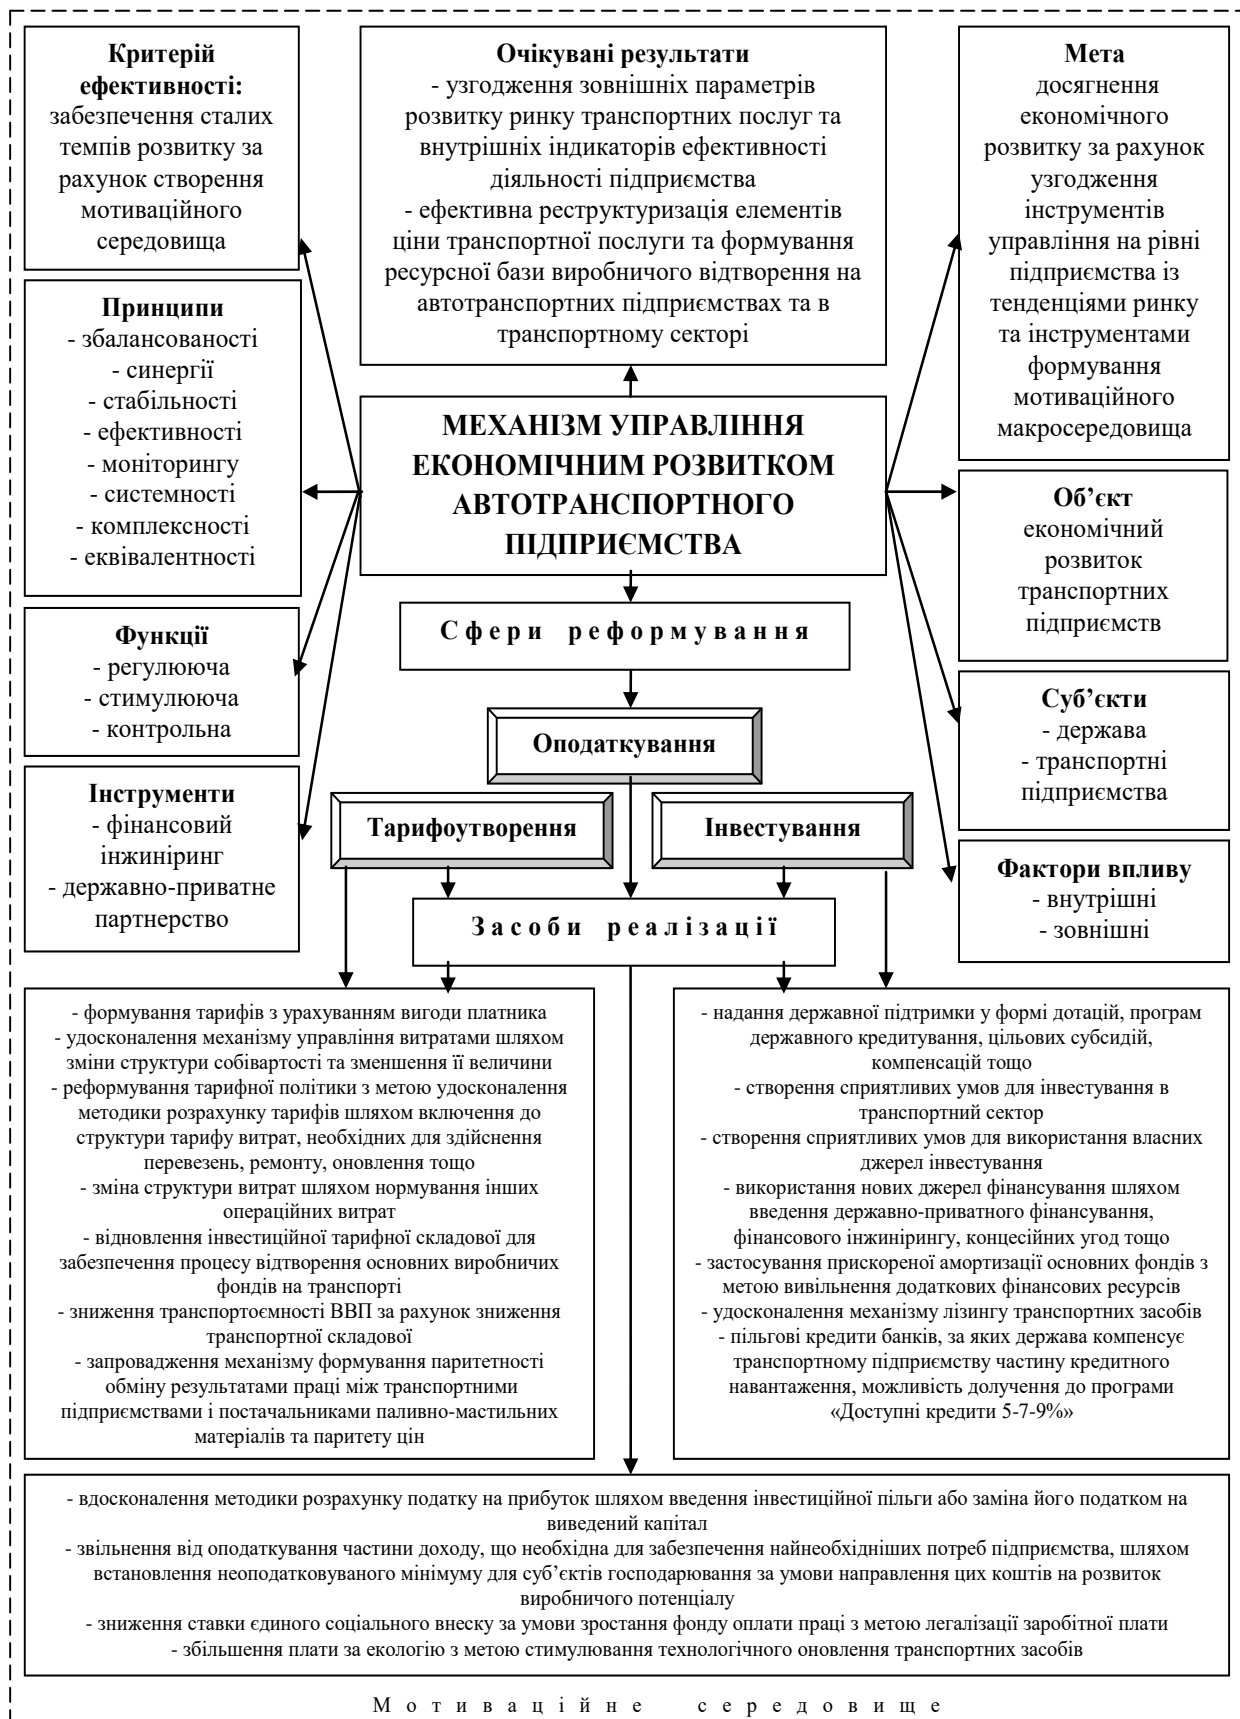 Критерій
ефективності:
забезпечення сталих
темпів розвитку за
рахунок створення
мотиваційного
середовища
Очікувані результати
- узгодження зовнішніх параметрів
розвитку ринку транспортних послуг та
внутрішніх індикаторів ефективності
діяльності підприємства
- ефективна реструктуризація елементів
ціни транспортної послуги та формування
ресурсної бази виробничого відтворення на
автотранспортних підприємствах та в
транспортному секторі
Мета
досягнення
економічного
розвитку за рахунок
узгодження
інструментів
управління на рівні
підприємства із
тенденціями ринку
та інструментами
формування
мотиваційного
макросередовища
Принципи
- збалансованості
- синергії
- стабільності
- ефективності
- моніторингу
- системності
- комплексності
- еквівалентності
МЕХАНІЗМ УПРАВЛІННЯ
ЕКОНОМІЧНИМ РОЗВИТКОМ
АВТОТРАНСПОРТНОГО
ПІДПРИЄМСТВА
Об’єкт
економічний
розвиток
транспортних
підприємств
Функції
- регулююча
- стимулююча
- контрольна
Сфери реформування
Суб’єкти
- держава
- транспортні
підприємства
Оподаткування
Інструменти
- фінансовий
інжиніринг
- державно-приватне
партнерство
Тарифоутворення
Інвестування
Фактори впливу
- внутрішні
- зовнішні
Засоби реалізації
- формування тарифів з урахуванням вигоди платника
- удосконалення механізму управління витратами шляхом
зміни структури собівартості та зменшення її величини
- реформування тарифної політики з метою удосконалення
методики розрахунку тарифів шляхом включення до
структури тарифу витрат, необхідних для здійснення
перевезень, ремонту, оновлення тощо
- зміна структури витрат шляхом нормування інших
операційних витрат
- відновлення інвестиційної тарифної складової для
забезпечення процесу відтворення основних виробничих
фондів на транспорті
- зниження транспортоємності ВВП за рахунок зниження
транспортної складової
- запровадження механізму формування паритетності
обміну результатами праці між транспортними
підприємствами і постачальниками паливно-мастильних
матеріалів та паритету цін
- надання державної підтримки у формі дотацій, програм
державного кредитування, цільових субсидій,
компенсацій тощо
- створення сприятливих умов для інвестування в
транспортний сектор
- створення сприятливих умов для використання власних
джерел інвестування
- використання нових джерел фінансування шляхом
введення державно-приватного фінансування,
фінансового інжинірингу, концесійних угод тощо
- застосування прискореної амортизації основних фондів з
метою вивільнення додаткових фінансових ресурсів
- удосконалення механізму лізингу транспортних засобів
- пільгові кредити банків, за яких держава компенсує
транспортному підприємству частину кредитного
навантаження, можливість долучення до програми
«Доступні кредити 5-7-9%»
- вдосконалення методики розрахунку податку на прибуток шляхом введення інвестиційної пільги або заміна його податком на
виведений капітал
- звільнення від оподаткування частини доходу, що необхідна для забезпечення найнеобхідніших потреб підприємства, шляхом
встановлення неоподатковуваного мінімуму для суб’єктів господарювання за умови направлення цих коштів на розвиток
виробничого потенціалу
- зниження ставки єдиного соціального внеску за умови зростання фонду оплати праці з метою легалізації заробітної плати
- збільшення плати за екологію з метою стимулювання технологічного оновлення транспортних засобів
Мотиваційне середовище